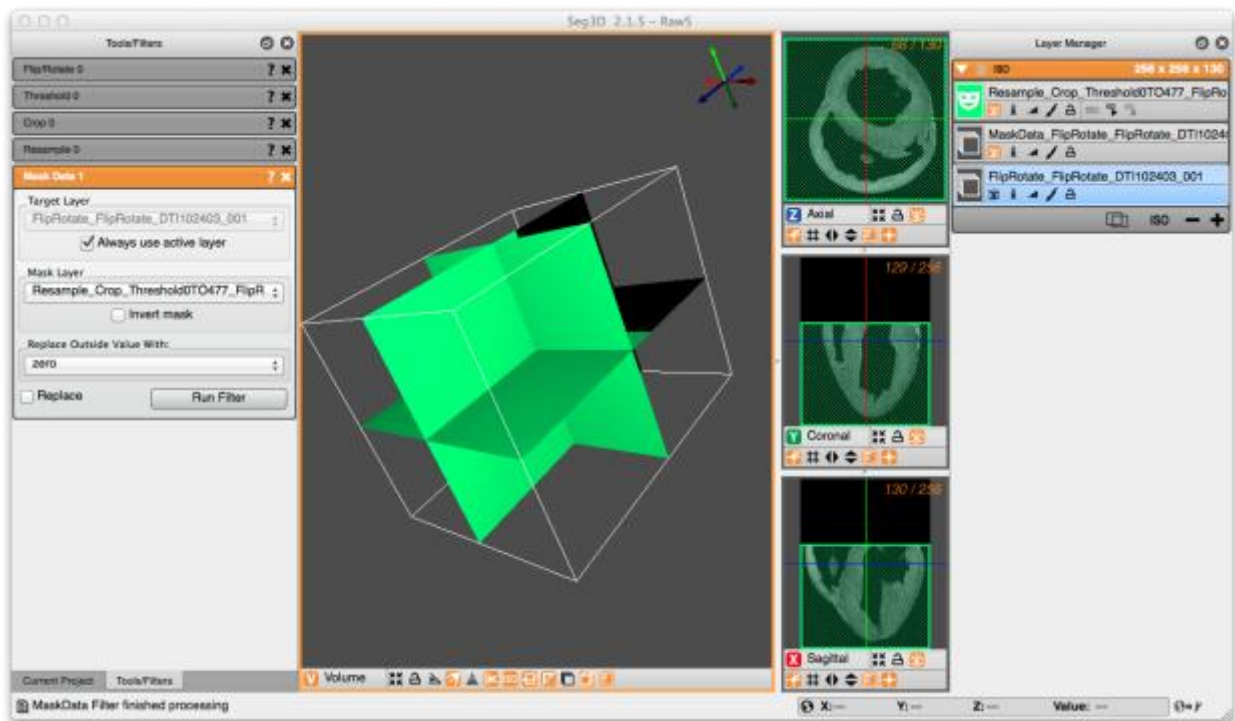 Seg3D 2.1.5 - Raw5
Tools/Filters
Flip/Rotate 0
Threshold 0
Crop 0
Resample 0
Mask Data 1
Target Layer
FlipRotate_FlipRotate_DTI102403_001
Always use active layer
Mask Layer
Resample_Crop_Threshold0TO477_FlipR
Invert mask
Replace Outside Value With:
zero
Replace
Run Filter
Current Project
Tools/Filters
MaskData Filter finished processing
V Volume
/ 130
Z Axial
129 / 256
Y Coronal
130 / 256
X Sagittal
Layer Manager
ISO 256 x 256 x 130
Resample_Crop_Threshold0TO477_FlipRo
MaskData_FlipRotate_FlipRotate_DTI1024
FlipRotate_FlipRotate_DTI102403_001
ISO
X: --- Y: --- Z: --- Value: ---